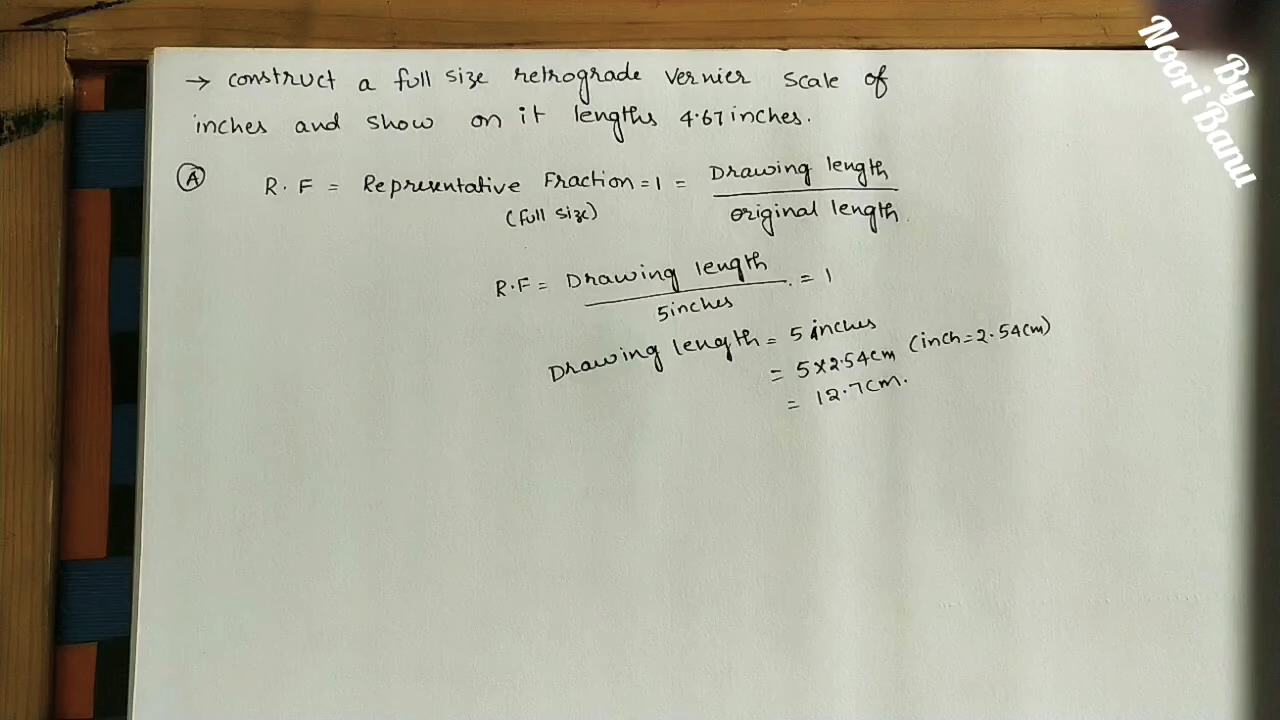 → construct a full size retrograde vernier scale of
inches and show on it lengths 4.67 inches.
A R.F = Representative Fraction = 1 = Drawing length / original length.
(full size)
R.F = Drawing length / 5inches = 1
Drawing length = 5 inches
= 5×2.54cm (inch=2.54cm)
= 12.7cm.
By
Noori Banu